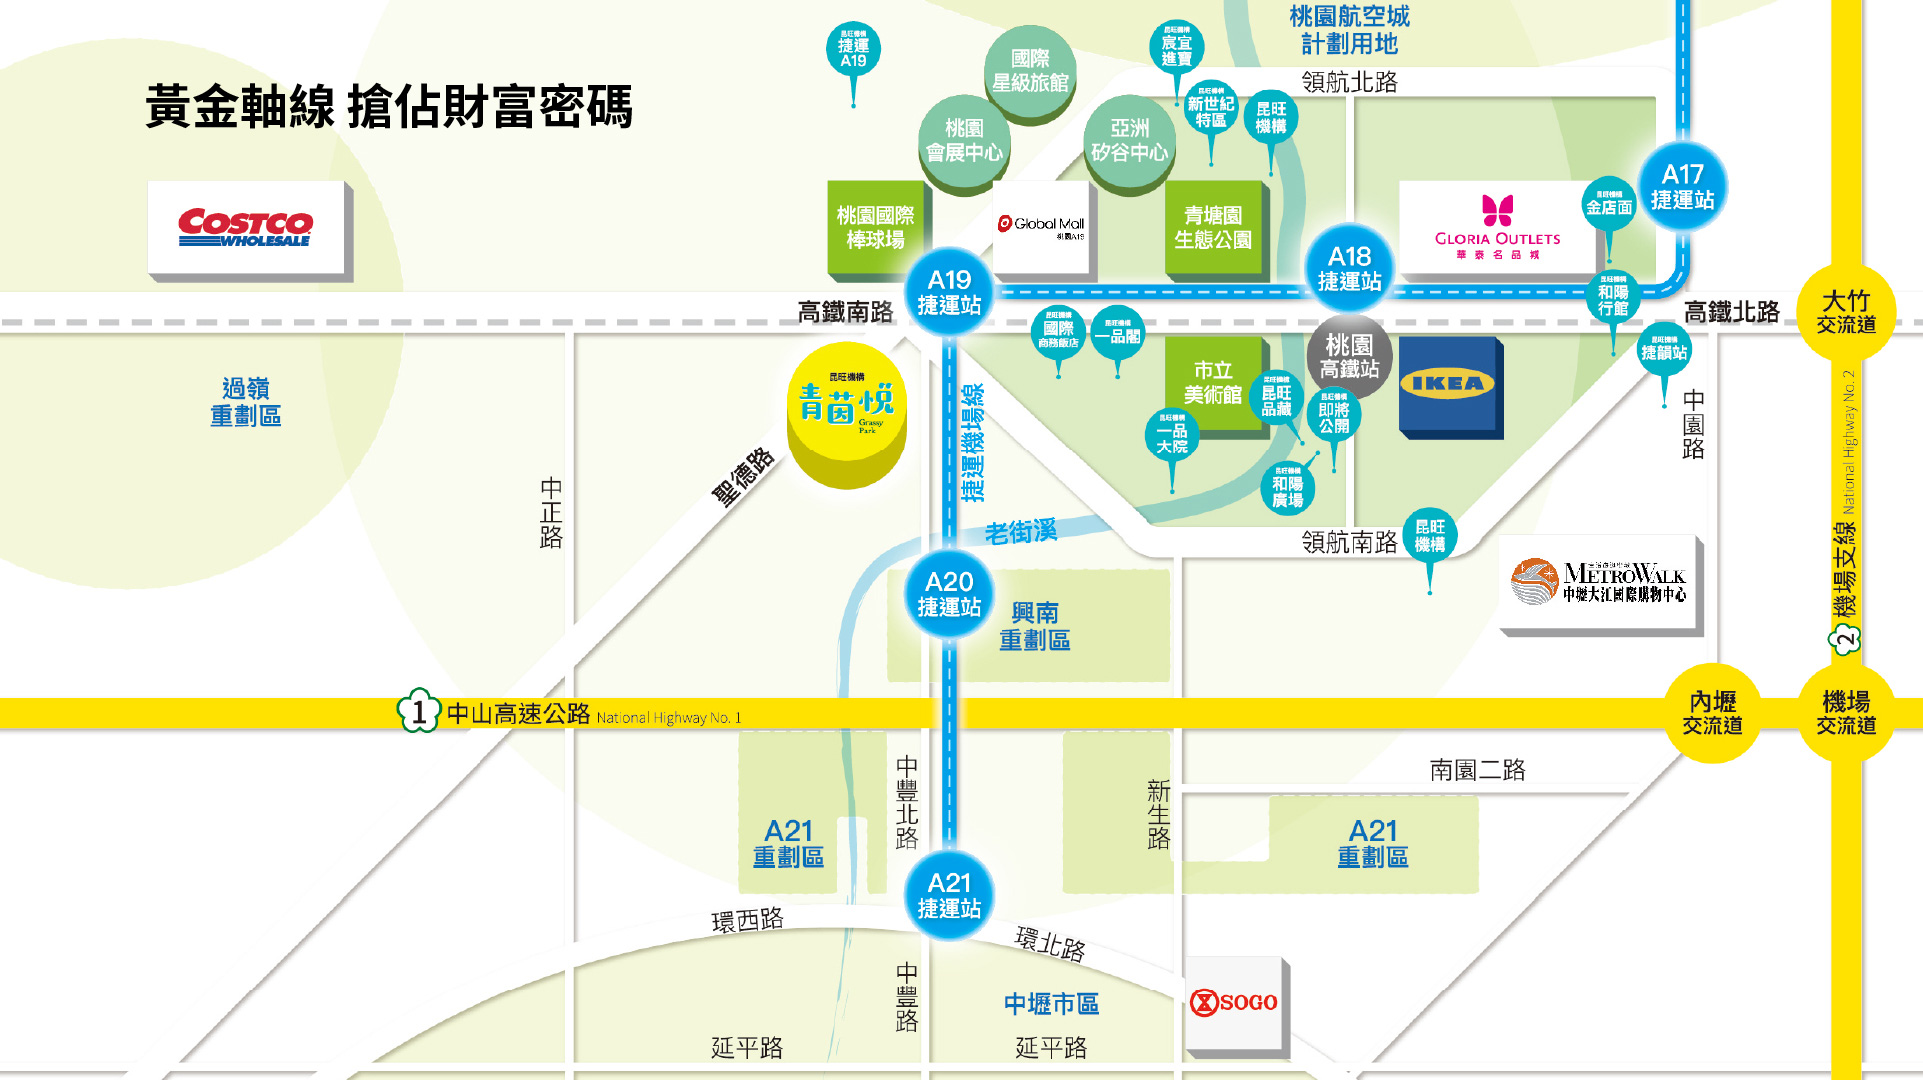 黃金軸線 搶佔財富密碼
桃園航空城
計劃用地
領航北路
昆旺機構
捷運
A19
國際
星級旅館
昆旺機構
宸宜
進寶
昆旺機構
新世紀
特區
昆旺
機構
桃園
會展中心
亞洲
矽谷中心
A17
捷運站
COSTCO
WHOLESALE
桃園國際
棒球場
Global Mall
桃園A19
青塘園
生態公園
A18
捷運站
GLORIA OUTLETS
華泰名品城
昆旺機構
金店面
A19
捷運站
高鐵南路
昆旺機構
和陽
行館
高鐵北路
大竹
交流道
昆旺機構
國際
商務飯店
昆旺機構
一品閣
桃園
高鐵站
昆旺機構
捷韻站
昆旺機構
青茵悅
Grassy
Park
市立
美術館
昆旺機構
昆旺
品藏
昆旺機構
即將
公開
IKEA
過嶺
重劃區
捷運機場線
昆旺機構
一品
大院
中園路
聖德路
昆旺機構
和陽
廣場
中正路
老街溪
領航南路
昆旺
機構
機場支線 National Highway No. 2
2
A20
捷運站
興南
重劃區
METROWALK
中壢大江國際購物中心
1
中山高速公路 National Highway No. 1
內壢
交流道
機場
交流道
中豐北路
新生路
南園二路
A21
重劃區
A21
重劃區
A21
捷運站
環西路
環北路
中豐路
中壢市區
SOGO
延平路
延平路